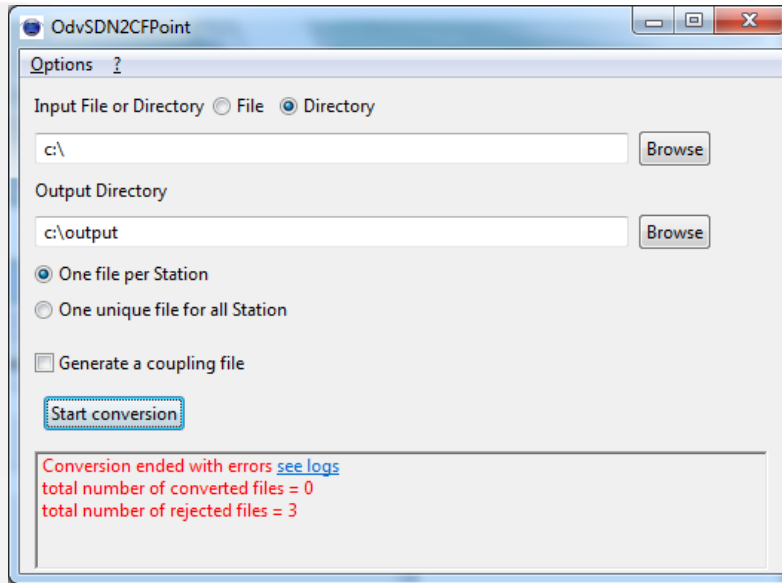 OdvSDN2CFPoint
Options ?
Input File or Directory File Directory
c:\
Browse
Output Directory
c:\output
Browse
One file per Station
One unique file for all Station
Generate a coupling file
Start conversion
Conversion ended with errors see logs
total number of converted files = 0
total number of rejected files = 3